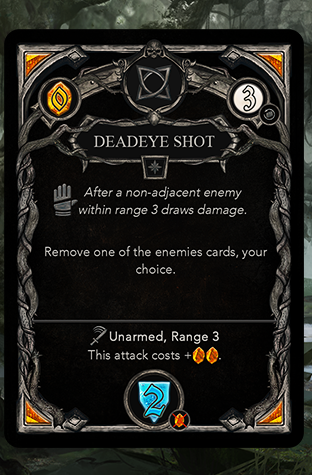 3
DEADEYE SHOT
After a non-adjacent enemy
within range 3 draws damage.
Remove one of the enemies cards, your
choice.
Unarmed, Range 3
This attack costs +.
2